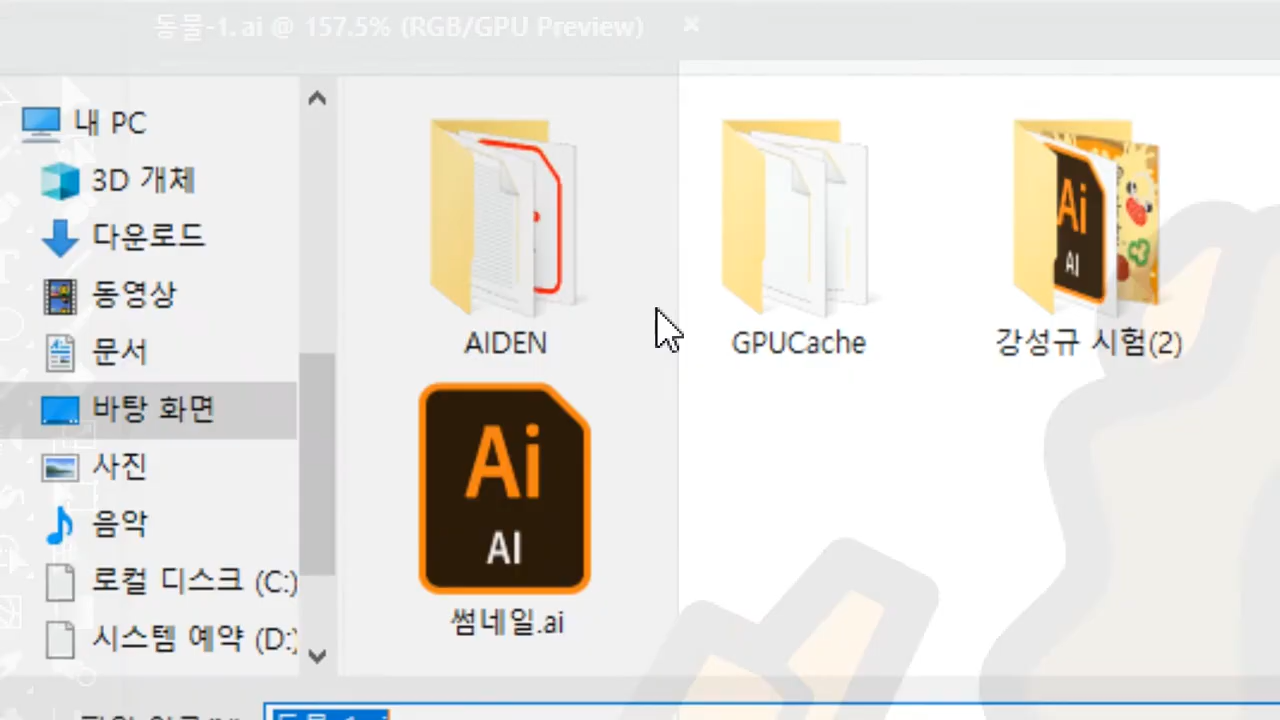 동물-1.ai @ 157.5% (RGB/GPU Preview) ×
내 PC
3D 개체
다운로드
동영상
문서
바탕 화면
사진
음악
로컬 디스크 (C:)
시스템 예약 (D:)
AIDEN
GPUCache
Ai
AI
강성규 시험(2)
Ai
AI
썸네일.ai